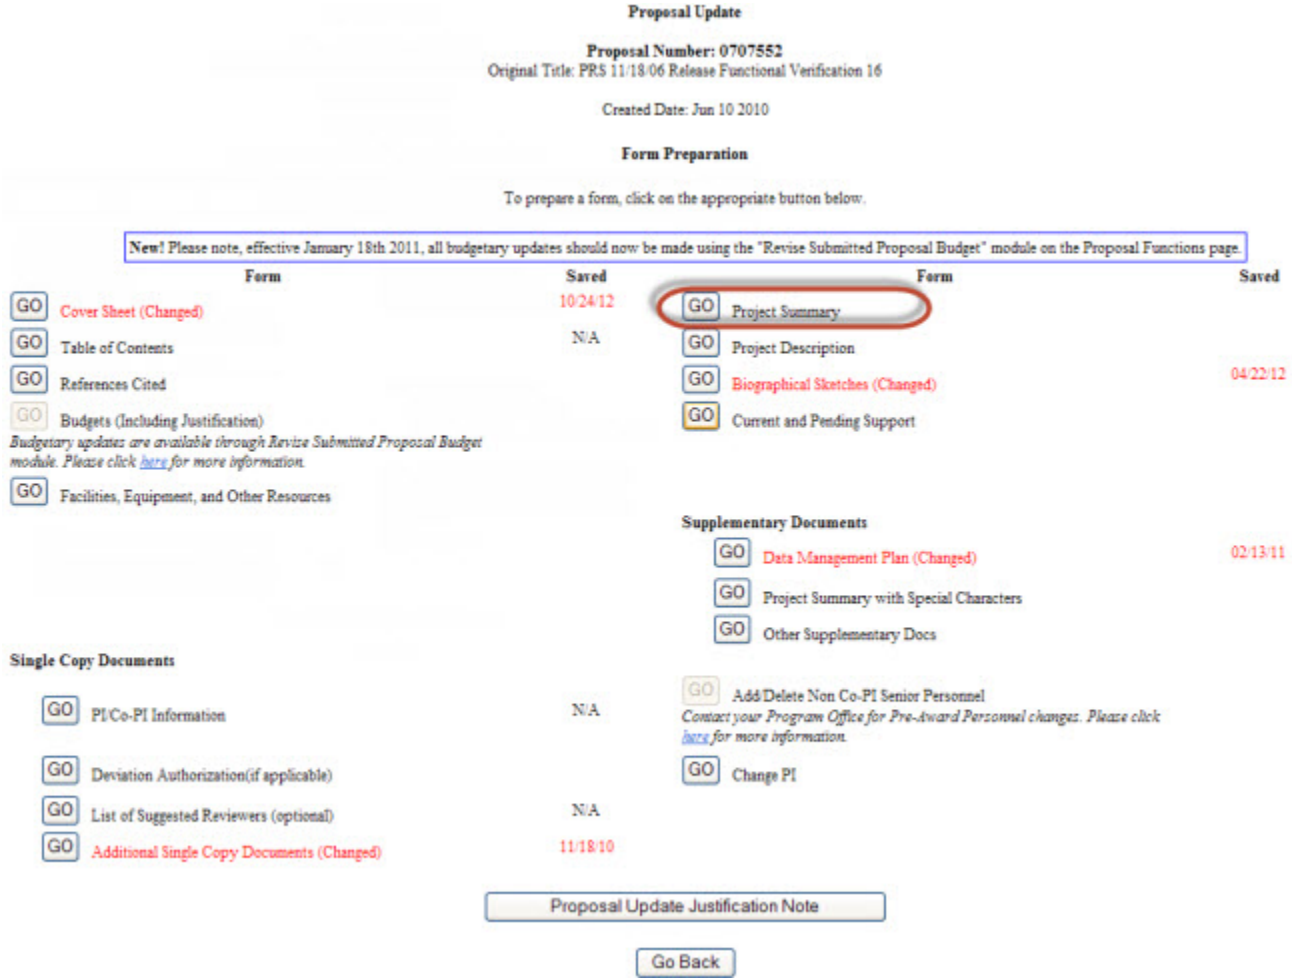 Proposal Update
Proposal Number: 0707552
Original Title: PRS 11/18/06 Release Functional Verification 16
Created Date: Jun 10 2010
Form Preparation
To prepare a form, click on the appropriate button below.
New! Please note, effective January 18th 2011, all budgetary updates should now be made using the "Revise Submitted Proposal Budget" module on the Proposal Functions page.
Form Saved
GO Cover Sheet (Changed) 10/24/12
GO Table of Contents N/A
GO References Cited
GO Budgets (Including Justification)
Budgetary updates are available through Revise Submitted Proposal Budget
module. Please click here for more information.
GO Facilities, Equipment, and Other Resources
Form Saved
GO Project Summary
GO Project Description
GO Biographical Sketches (Changed) 04/22/12
GO Current and Pending Support
Supplementary Documents
GO Data Management Plan (Changed) 02/13/11
GO Project Summary with Special Characters
GO Other Supplementary Docs
Single Copy Documents
GO PI/Co-PI Information N/A
GO Deviation Authorization(if applicable)
GO List of Suggested Reviewers (optional) N/A
GO Additional Single Copy Documents (Changed) 11/18/10
GO Add/Delete Non Co-PI Senior Personnel
Contact your Program Office for Pre-Award Personnel changes. Please click
here for more information.
GO Change PI
Proposal Update Justification Note
Go Back